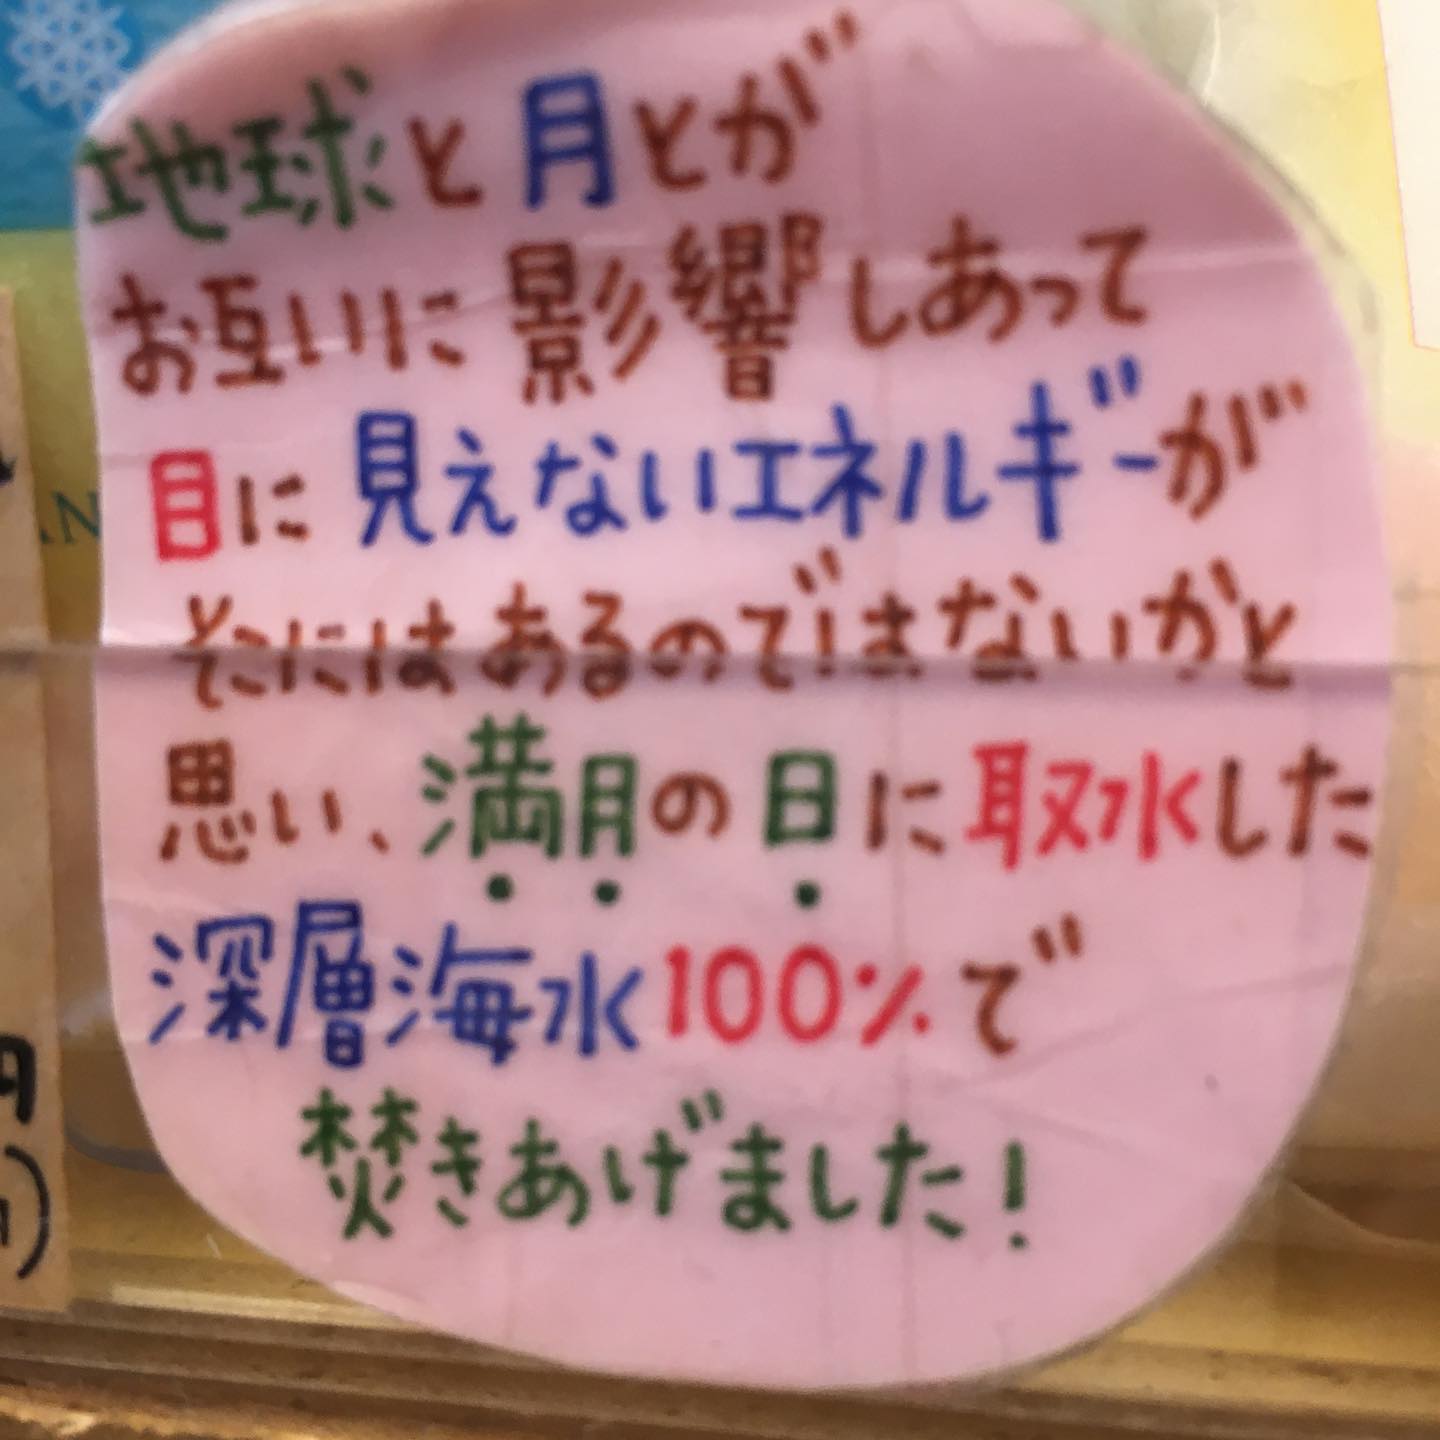 地球と月とが
お互いに影響しあって
目に見えないエネルギーが
そこにはあるのではないかと
思い、満月の日に取水した
深層海水100%で
焚きあげました!
AN
円